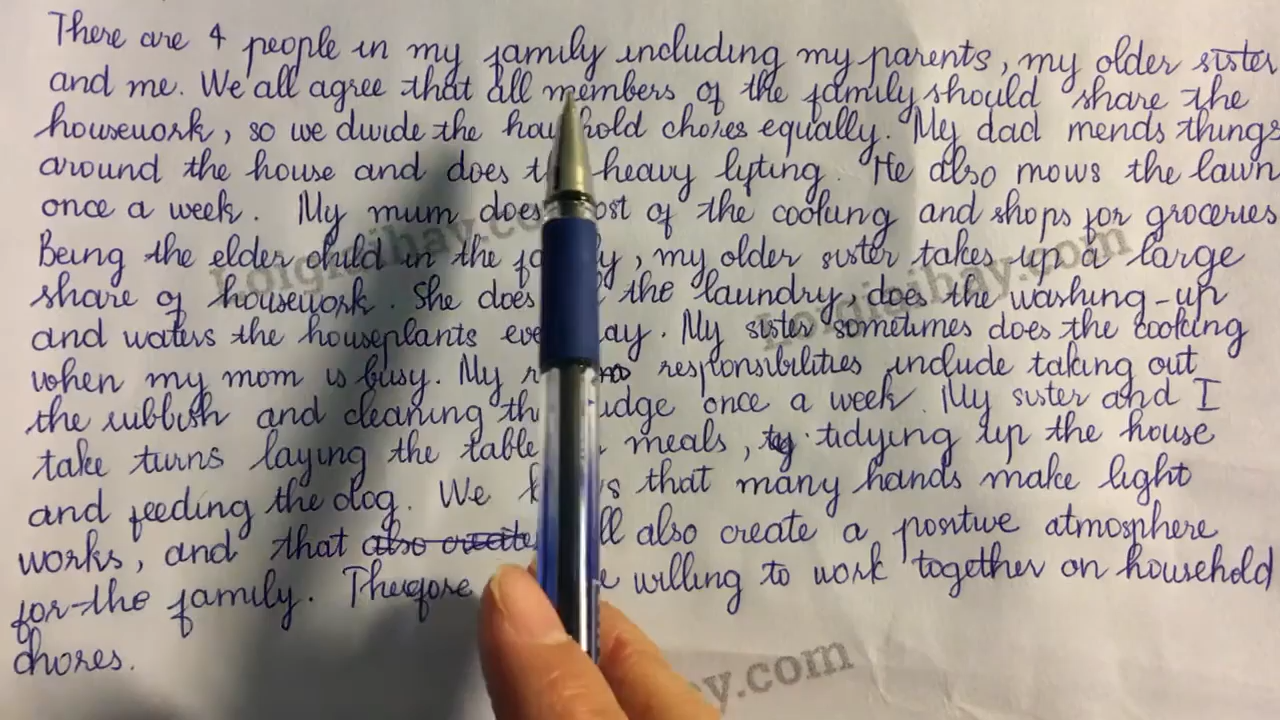 There are 4 people in my family including my parents, my older sister
and me. We all agree that all members of the family should share the
housework, so we divide the household chores equally. My dad mends things
around the house and does the heavy lifting. He also mows the lawn
once a week. My mum does most of the cooking and shops for groceries
Being the elder child in the family, my older sister takes up a large
share of housework. She does the laundry, does the washing-up
and waters the houseplants every day. My sister sometimes does the cooking
when my mom is busy. My responsibilities include taking out
the rubbish and cleaning the fridge once a week. My sister and I
take turns laying the table meals, tidying up the house
and feeding the dog. We that many hands make light
works, and that also create also create a positive atmosphere
for the family. Therefore willing to work together on household
chores.
loigiaihay.com
loigiaihay.com